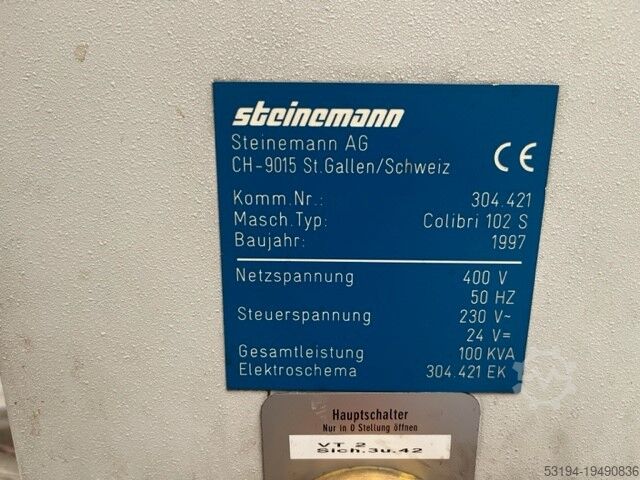 steinemann
Steinemann AG
CH-9015 St.Gallen/Schweiz
CE
Komm.Nr.: 304.421
Masch.Typ: Colibri 102 S
Baujahr: 1997
Netzspannung 400 V
50 HZ
Steuerspannung 230 V~
24 V=
Gesamtleistung 100 KVA
Elektroschema 304.421 EK
Hauptschalter
Nur in 0 Stellung öffnen
VT 2
Sich.3u.42
53194-19490836